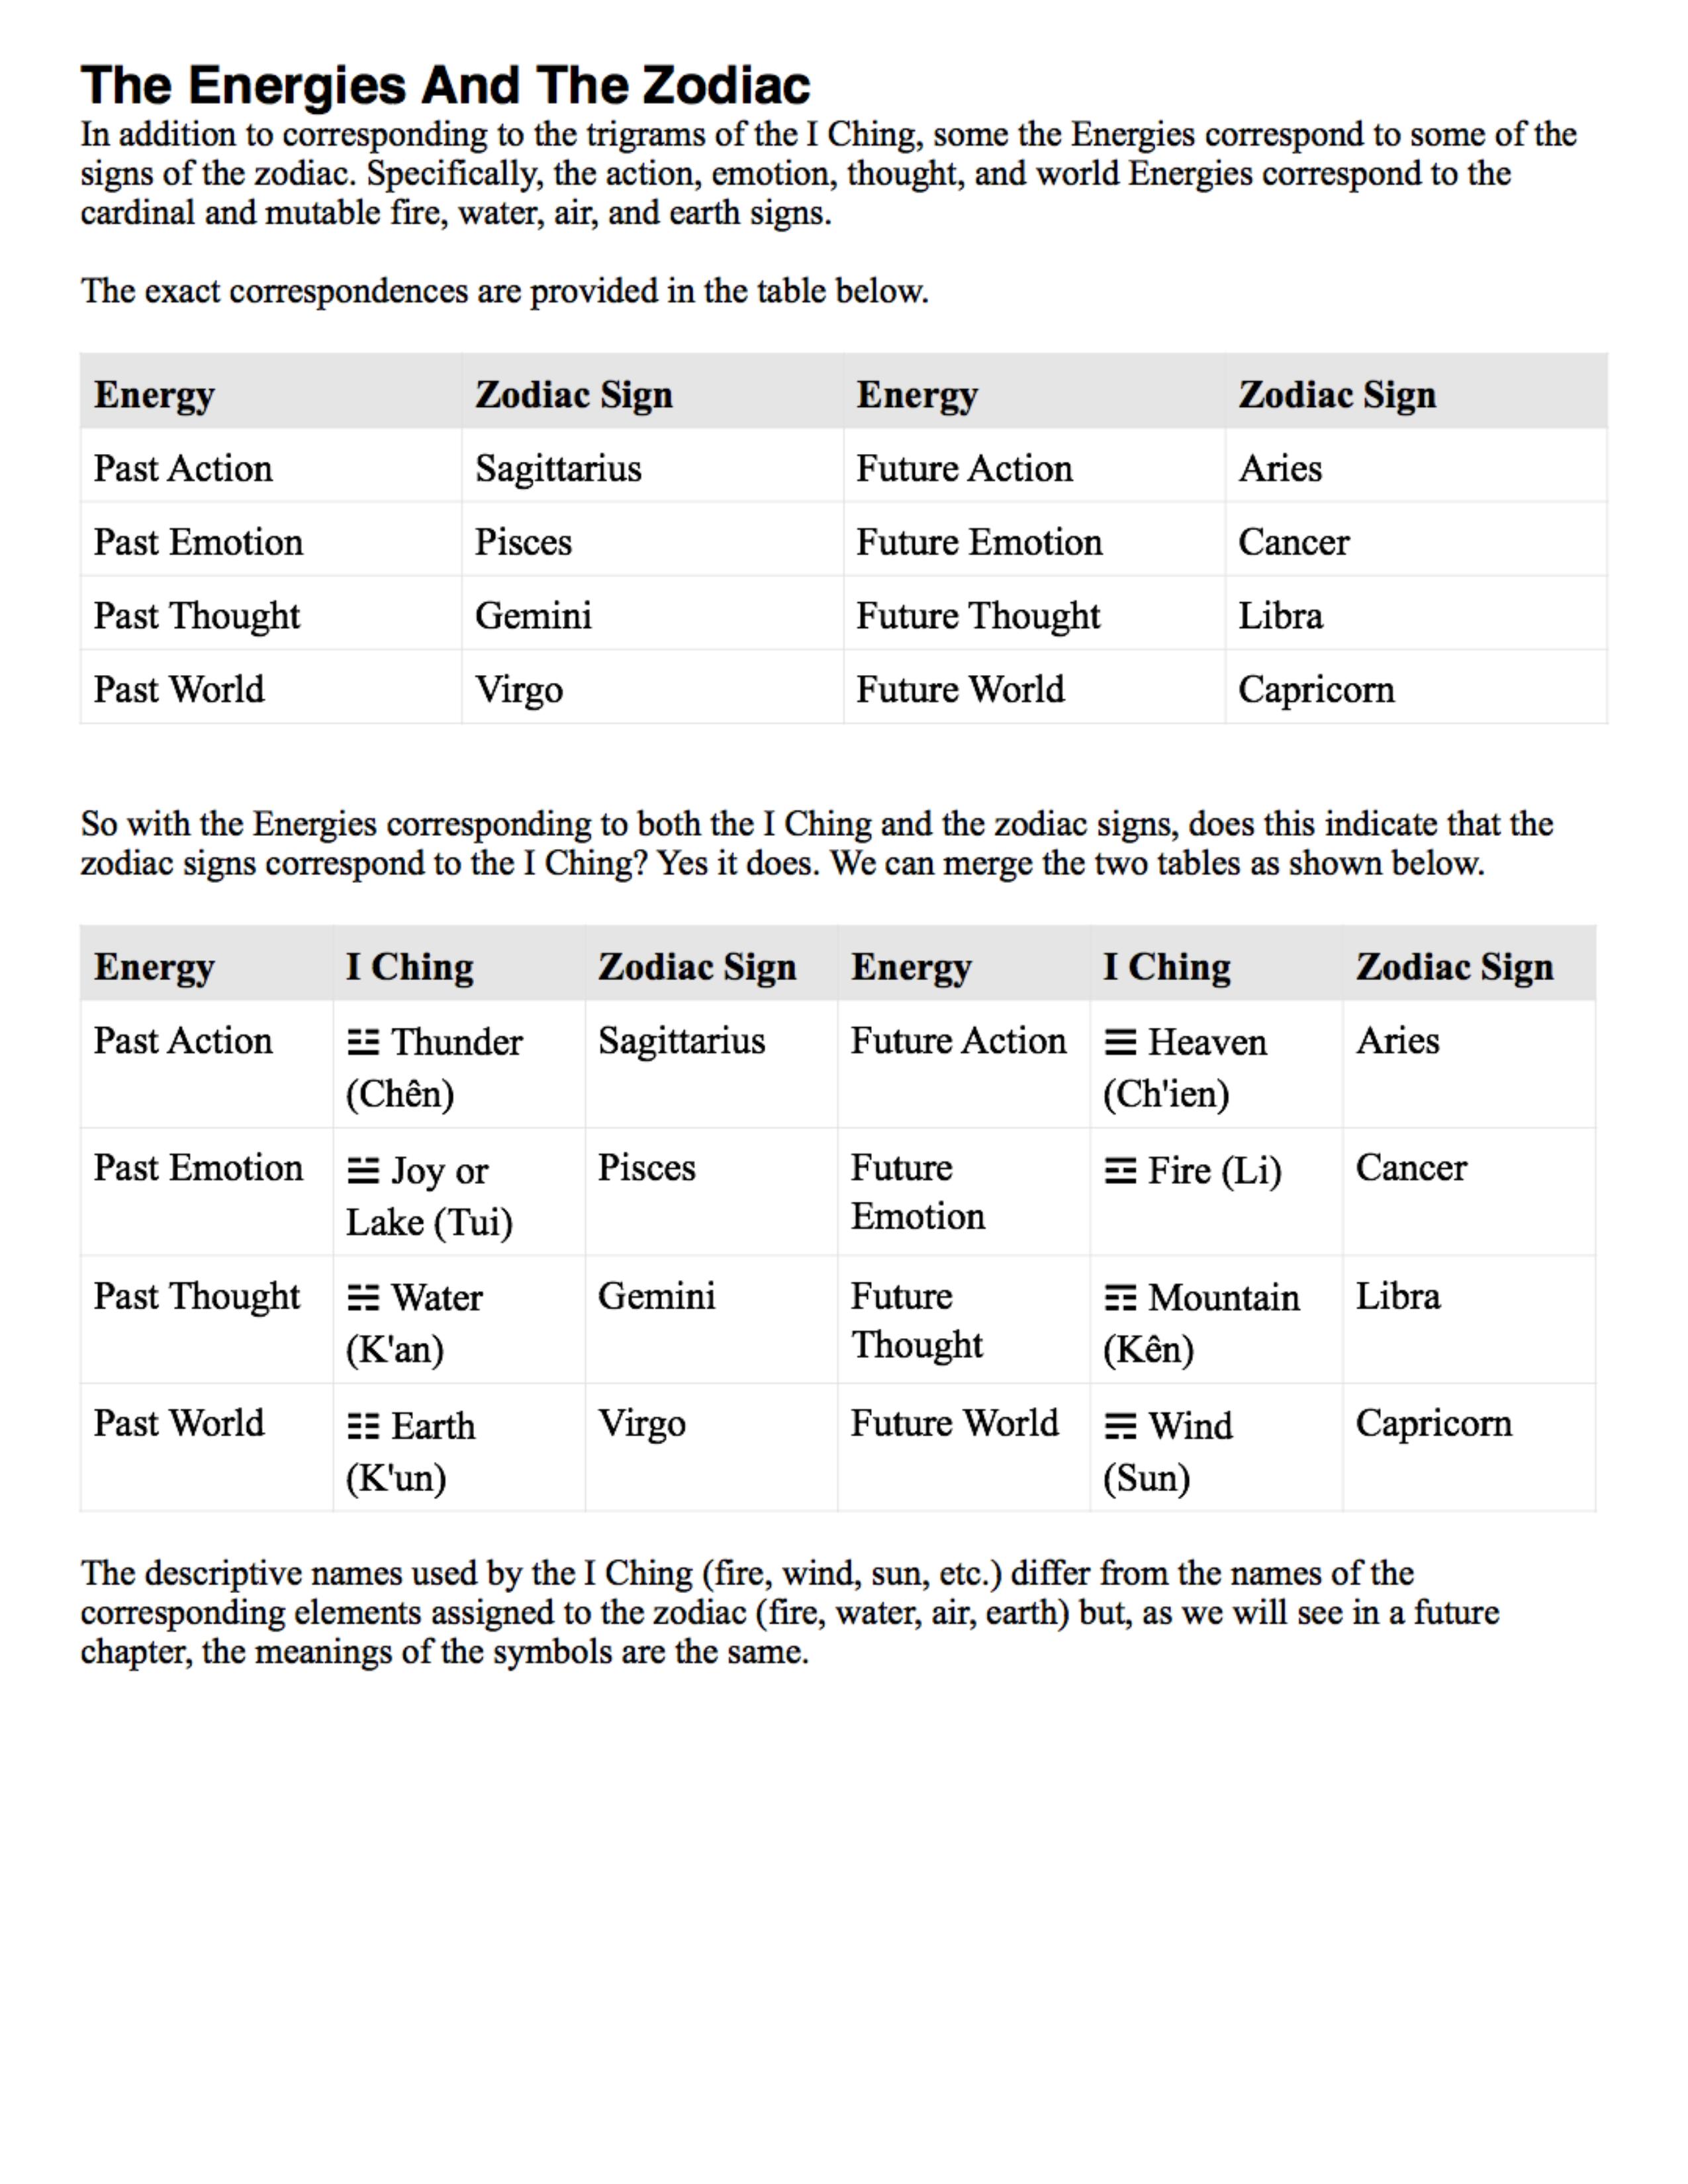 The Energies And The Zodiac
In addition to corresponding to the trigrams of the I Ching, some the Energies correspond to some of the
signs of the zodiac. Specifically, the action, emotion, thought, and world Energies correspond to the
cardinal and mutable fire, water, air, and earth signs.
The exact correspondences are provided in the table below.
Energy Zodiac Sign Energy Zodiac Sign
Past Action Sagittarius Future Action Aries
Past Emotion Pisces Future Emotion Cancer
Past Thought Gemini Future Thought Libra
Past World Virgo Future World Capricorn
So with the Energies corresponding to both the I Ching and the zodiac signs, does this indicate that the
zodiac signs correspond to the I Ching? Yes it does. We can merge the two tables as shown below.
Energy I Ching Zodiac Sign Energy I Ching Zodiac Sign
Past Action ☳ Thunder Sagittarius Future Action ☰ Heaven Aries
(Chên) (Ch'ien)
Past Emotion ☱ Joy or Pisces Future ☲ Fire (Li) Cancer
Lake (Tui) Emotion
Past Thought ☵ Water Gemini Future ☶ Mountain Libra
(K'an) Thought (Kên)
Past World ☷ Earth Virgo Future World ☴ Wind Capricorn
(K'un) (Sun)
The descriptive names used by the I Ching (fire, wind, sun, etc.) differ from the names of the
corresponding elements assigned to the zodiac (fire, water, air, earth) but, as we will see in a future
chapter, the meanings of the symbols are the same.